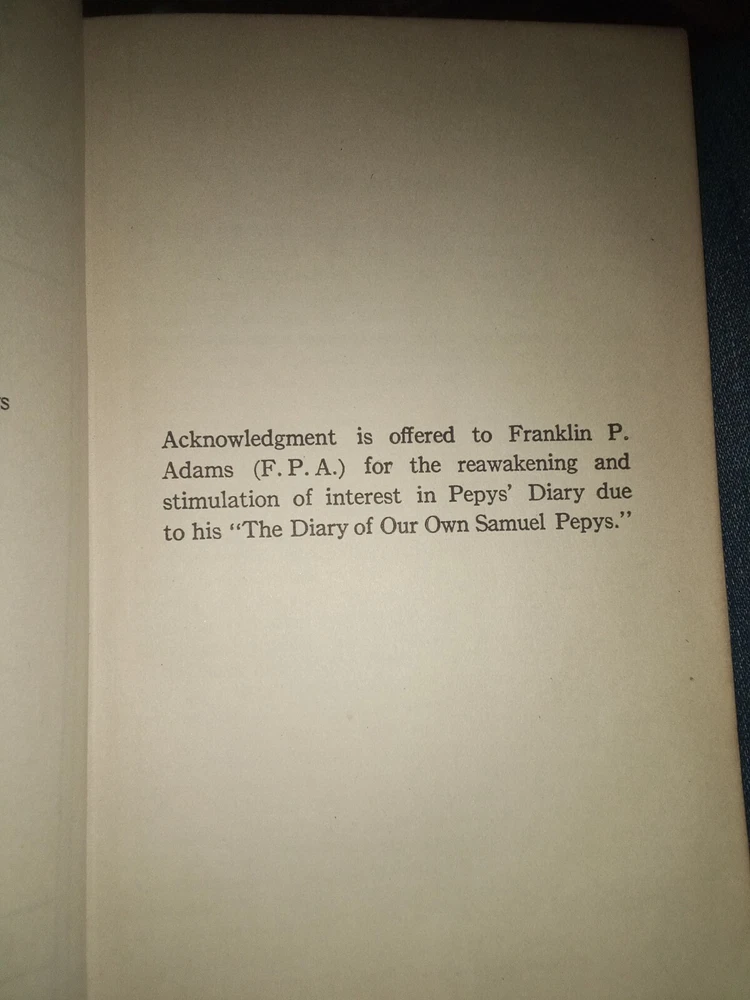 Acknowledgment is offered to Franklin P.
Adams (F. P. A.) for the reawakening and
stimulation of interest in Pepys' Diary due
to his "The Diary of Our Own Samuel Pepys."